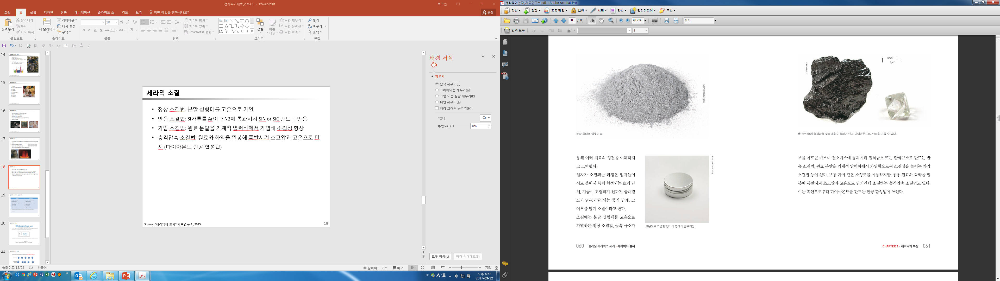 전자무기재료_class 1 - PowerPoint
로그인
파일 홈 삽입 디자인 전환 애니메이션 슬라이드 쇼 검토 보기 어떤 작업을 원하시나요?
공유
붙여넣기
잘라내기
복사
서식 복사
클립보드
새 슬라이드
레이아웃
다시 설정
구역
슬라이드
20
글꼴
텍스트 방향
텍스트 맞춤
SmartArt로 변환
단락
정렬
빠른 스타일
도형 채우기
도형 윤곽선
도형 효과
그리기
찾기
바꾸기
선택
편집
14
15
16
17
18
19
20
Wiedemann-Franz Law
21
세라믹 소결
• 정상 소결법: 분말 성형테를 고온으로 가열
• 반응 소결법: Si가루를 Ar이나 N2에 통과시켜 SiN or SiC 만드는 반응
• 가압 소결법: 원료 분말을 기계적 압력하에서 가열해 소결성 향상
• 충격압축 소결법: 원료와 화약을 밀봉해 폭발시켜 초고압과 고온으로 단
시 (다이아몬드 인공 합성법)
Source: “세라믹아 놀자” 재료연구소, 2015
18
배경 서식
채우기
단색 채우기(S)
그라데이션 채우기(G)
그림 또는 질감 채우기(P)
패턴 채우기(A)
배경 그래픽 숨기기(H)
색(C)
투명도(T) 0%
모두 적용(L) 배경 원래대로(B)
슬라이드 18/23 한국어
슬라이드 노트 메모 75%
KO A 漢
오후 4:52
2017-03-12
세라믹아놀자_재료연구소.pdf - Adobe Acrobat Pro
작성 결합 공동 작업 보안 서명 양식 멀티미디어 주석
31 / 95 98.2% 찾기
입력 도구 8
©shutterstock.com
분말 형태의 알루미늄.
©wikimedia
5mm
1/4"
흑연(왼쪽)에 충격압축 소결법을 이용하면 인공 다이아몬드(오른쪽)을 만들 수 있다.
용해 여러 재료의 성질을 이해하려
고 노력했다.
입자가 소결되는 과정은 입자들이
서로 붙어서 목이 형성되는 초기 단
계, 기공이 고립되기 전까지 상대밀
도가 93%가량 되는 중기 단계, 그
이후를 말기 소결이라고 한다.
소결에는 분말 성형체를 고온으로
가열하는 정상 소결법, 금속 규소가
©shutterstock.com
고온으로 가열한 덩어리 형태의 알루미늄.
루를 아르곤 가스나 질소가스에 통과시켜 질화규소 또는 탄화규소로 만드는 반
응 소결법, 원료 분말을 기계적 압력하에서 가열함으로써 소결성을 높이는 가압
소결법 등이 있다. 보통 가마 같은 소성로를 이용하지만, 종종 원료와 화약을 밀
봉해 폭발시켜 초고압과 고온으로 단기간에 소결하는 충격압축 소결법도 있다.
이는 흑연으로부터 다이아몬드를 만드는 인공 합성법에 쓰인다.
060 놀라운 세라믹의 세계 • 세라믹아 놀자
CHAPTER 2 • 세라믹의 특징 061